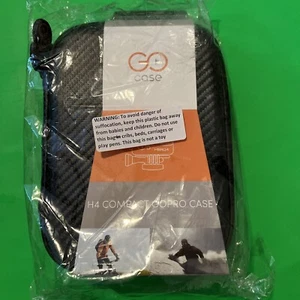 GO
case
WARNING: To avoid danger of
suffocation, keep this plastic bag away
from babies and children. Do not use
this bag in cribs, beds, carriages or
play pens. This bag is not a toy
H4 COMPACT GOPRO CASE